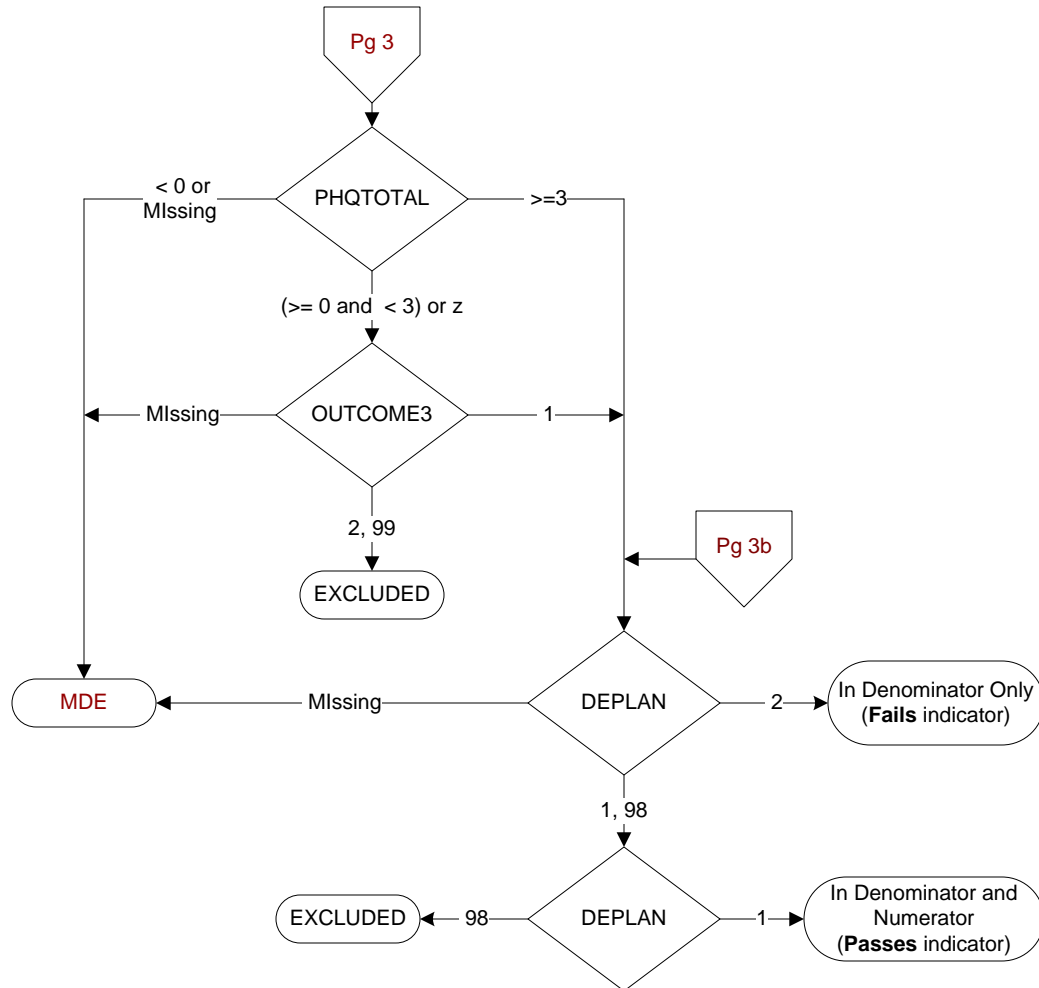 Pg 3
< 0 or
MIssing
PHQTOTAL
>=3
(>= 0 and < 3) or z
MIssing
OUTCOME3
1
2, 99
Pg 3b
EXCLUDED
MDE
MIssing
DEPLAN
2
In Denominator Only
(Fails indicator)
1, 98
EXCLUDED
98
DEPLAN
1
In Denominator and
Numerator
(Passes indicator)